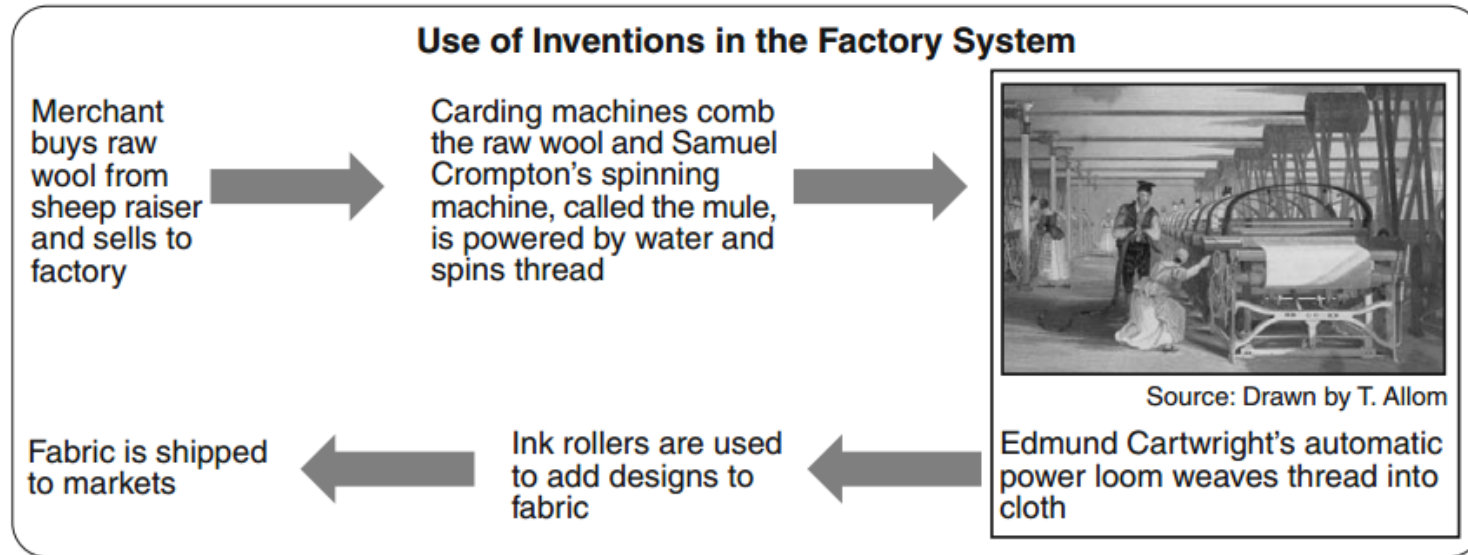 Use of Inventions in the Factory System
Merchant
buys raw
wool from
sheep raiser
and sells to
factory
Carding machines comb
the raw wool and Samuel
Crompton’s spinning
machine, called the mule,
is powered by water and
spins thread
Source: Drawn by T. Allom
Edmund Cartwright’s automatic
power loom weaves thread into
cloth
Ink rollers are used
to add designs to
fabric
Fabric is shipped
to markets